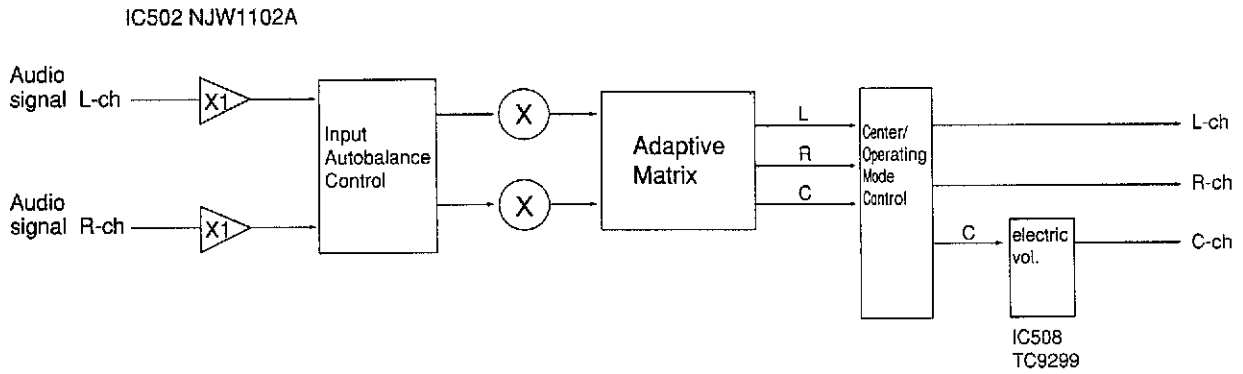 IC502 NJW1102A
Audio
signal L-ch
X1
Input
Autobalance
Control
X
Adaptive
Matrix
L
R
C
Center/
Operating
Mode
Control
L-ch
R-ch
Audio
signal R-ch
X1
X
C
electric
vol.
C-ch
IC508
TC9299